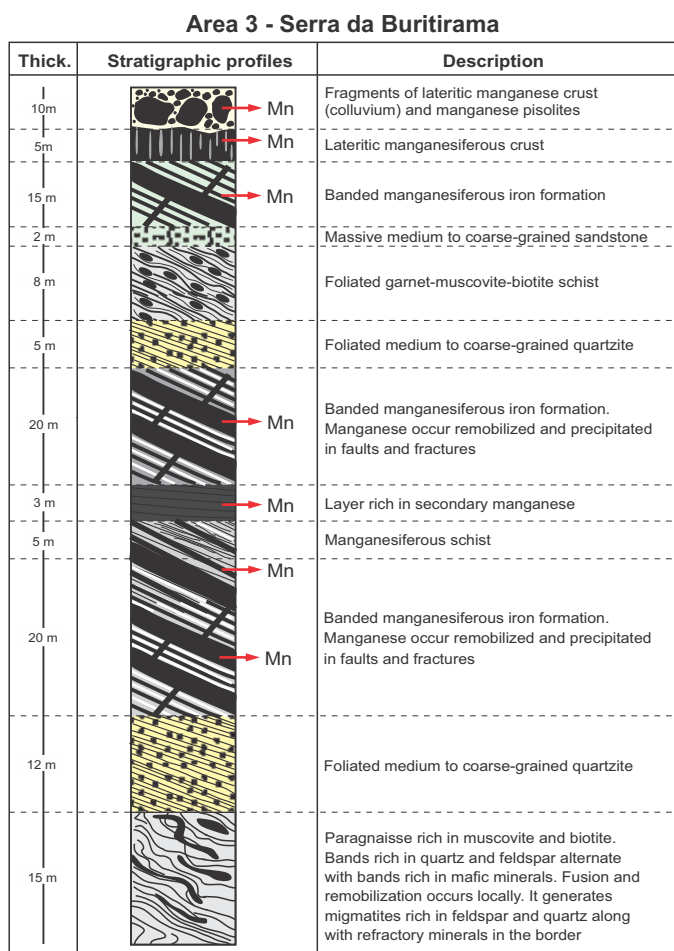 Area 3 - Serra da Buritirama
Thick.
Stratigraphic profiles
Description
10m
Mn
Fragments of lateritic manganese crust
(colluvium) and manganese pisolites
5m
Mn
Lateritic manganesiferous crust
15 m
Mn
Banded manganesiferous iron formation
2 m
Massive medium to coarse-grained sandstone
8 m
Foliated garnet-muscovite-biotite schist
5 m
Foliated medium to coarse-grained quartzite
20 m
Mn
Banded manganesiferous iron formation.
Manganese occur remobilized and precipitated
in faults and fractures
3 m
Mn
Layer rich in secondary manganese
5 m
Manganesiferous schist
Mn
20 m
Mn
Banded manganesiferous iron formation.
Manganese occur remobilized and precipitated
in faults and fractures
12 m
Foliated medium to coarse-grained quartzite
15 m
Paragnaisse rich in muscovite and biotite.
Bands rich in quartz and feldspar alternate
with bands rich in mafic minerals. Fusion and
remobilization occurs locally. It generates
migmatites rich in feldspar and quartz along
with refractory minerals in the border